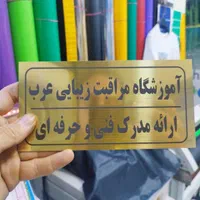 آموزشگاه مراقبت زیبایی عرب
ارائه مدرک فنی و حرفه ای